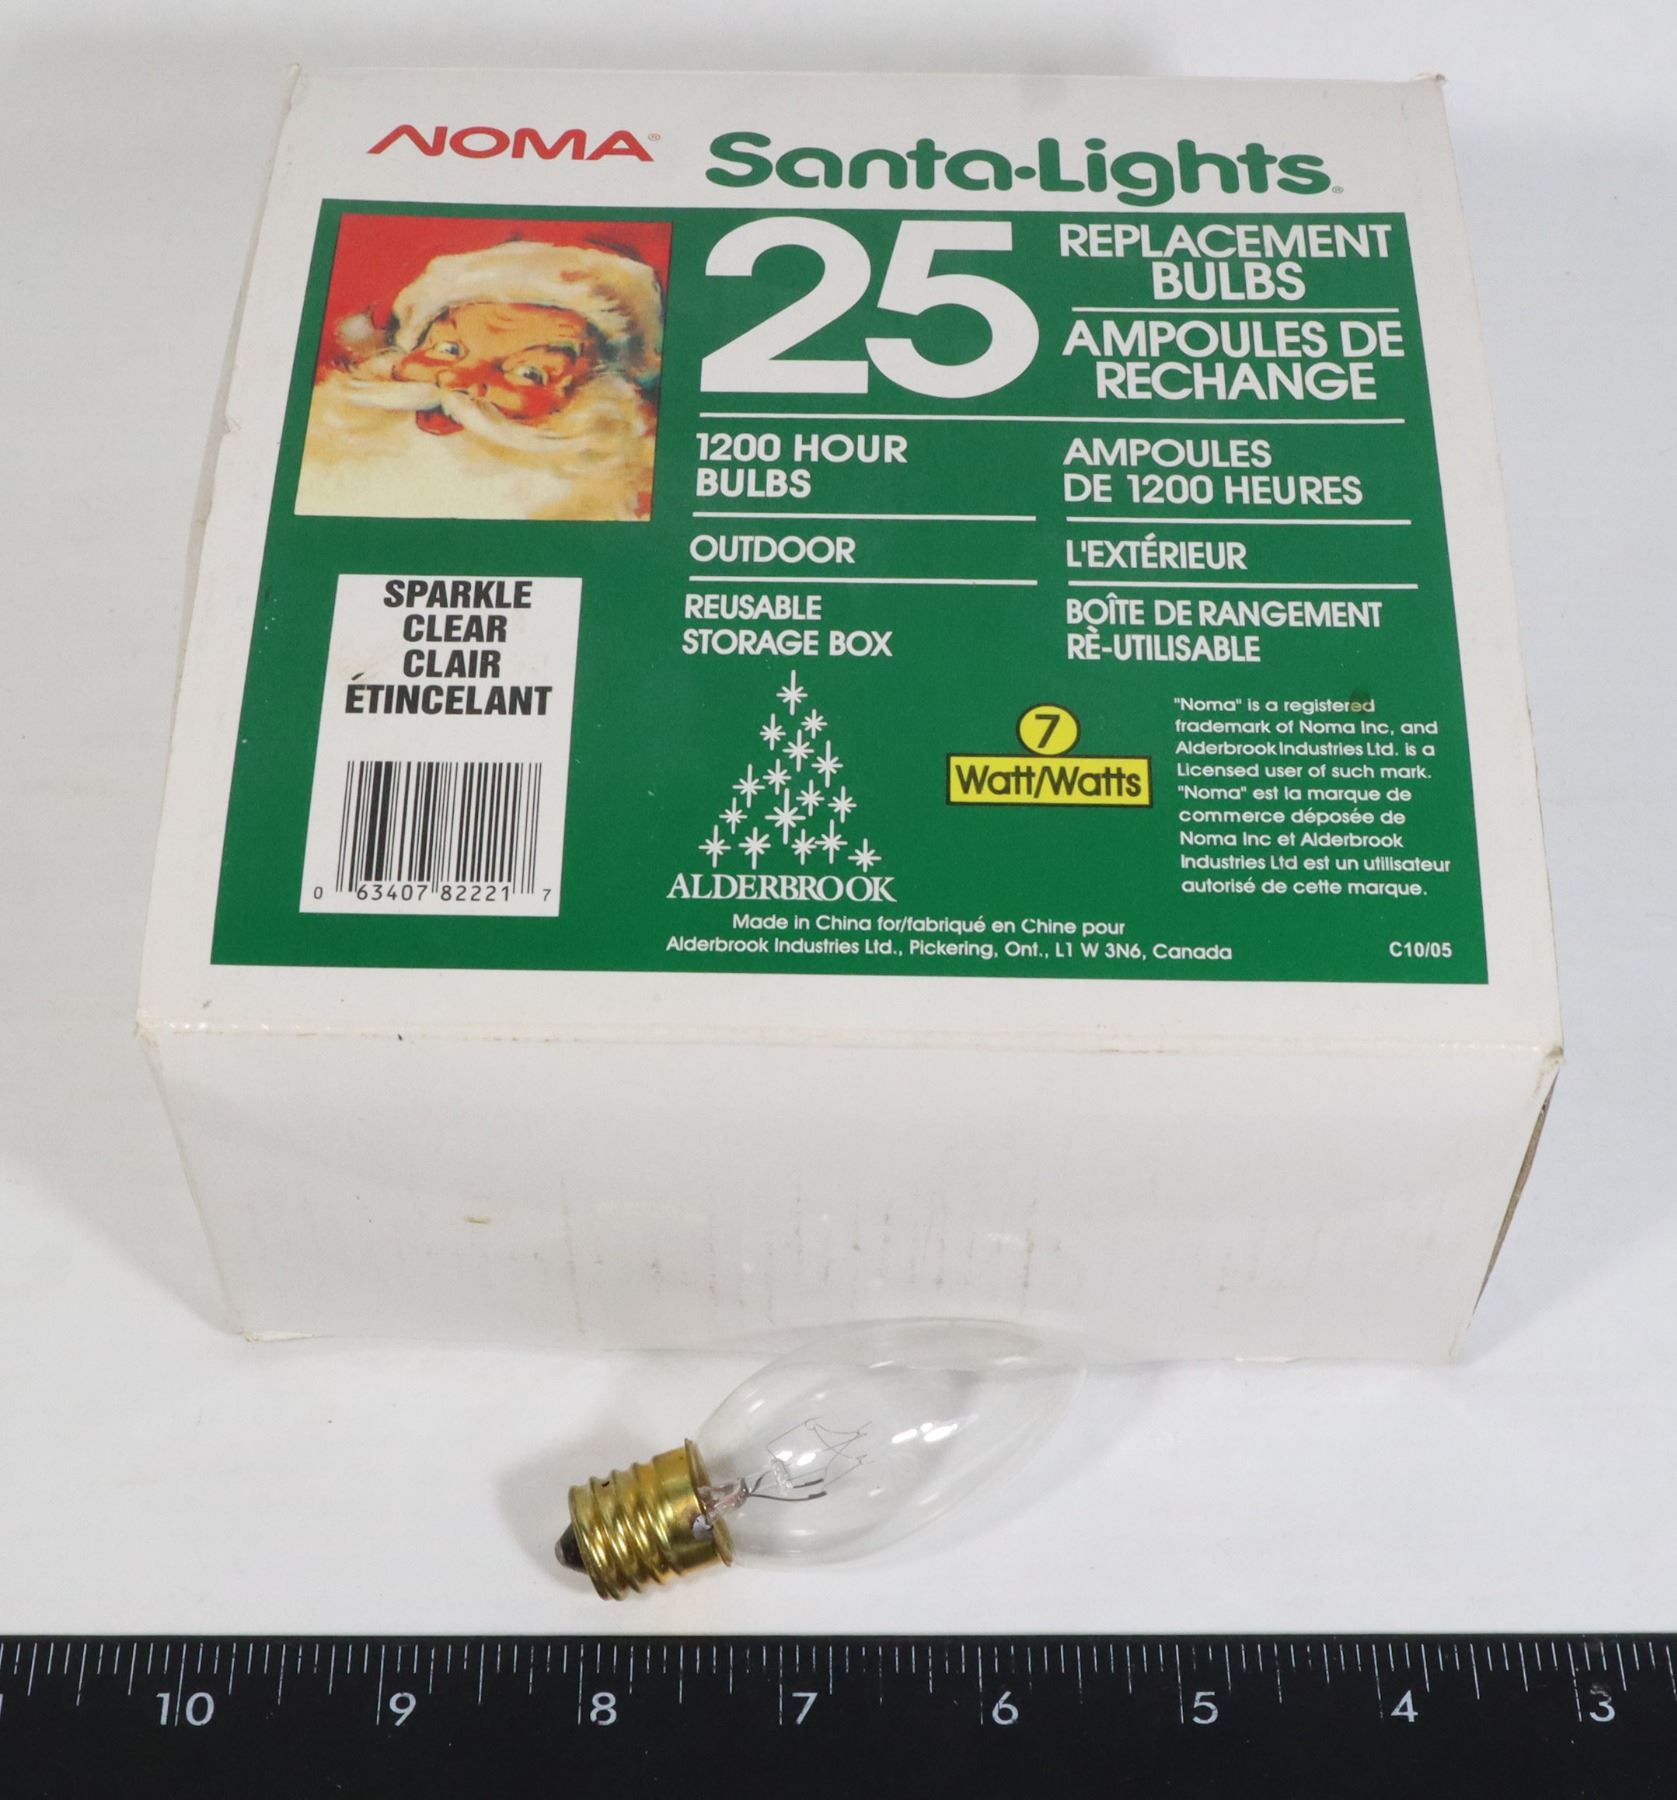 NOMA®
Santa·Lights®
25
REPLACEMENT
BULBS
AMPOULES DE
RECHANGE
1200 HOUR
BULBS
AMPOULES
DE 1200 HEURES
OUTDOOR
L'EXTÉRIEUR
REUSABLE
STORAGE BOX
BOÎTE DE RANGEMENT
RÈ-UTILISABLE
SPARKLE
CLEAR
CLAIR
ÉTINCELANT
0 63407 82221 7
ALDERBROOK
7
Watt/Watts
"Noma" is a registered
trademark of Noma Inc, and
Alderbrook Industries Ltd. is a
Licensed user of such mark.
"Noma" est la marque de
commerce déposée de
Noma Inc et Alderbrook
Industries Ltd est un utilisateur
autorisé de cette marque.
Made in China for/fabriqué en Chine pour
Alderbrook Industries Ltd., Pickering, Ont., L1 W 3N6, Canada
C10/05
10 9 8 7 6 5 4 3